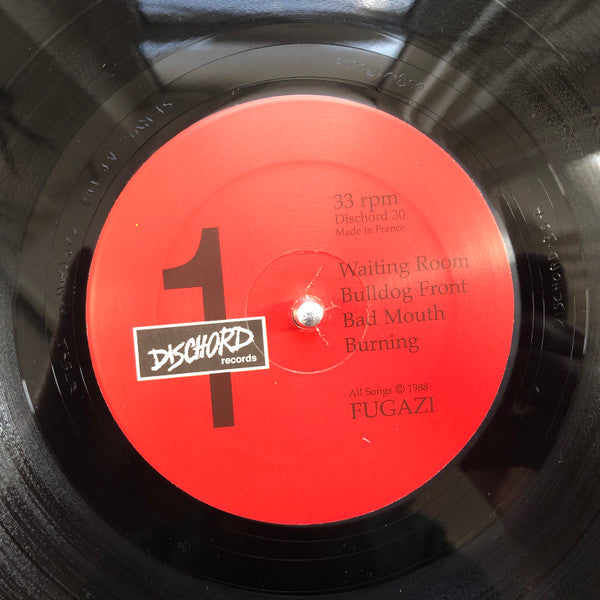 33 rpm
Dischord 30
Made in France
1
Waiting Room
Bulldog Front
Bad Mouth
Burning
DISCHORD
records
All Songs © 1988
FUGAZI